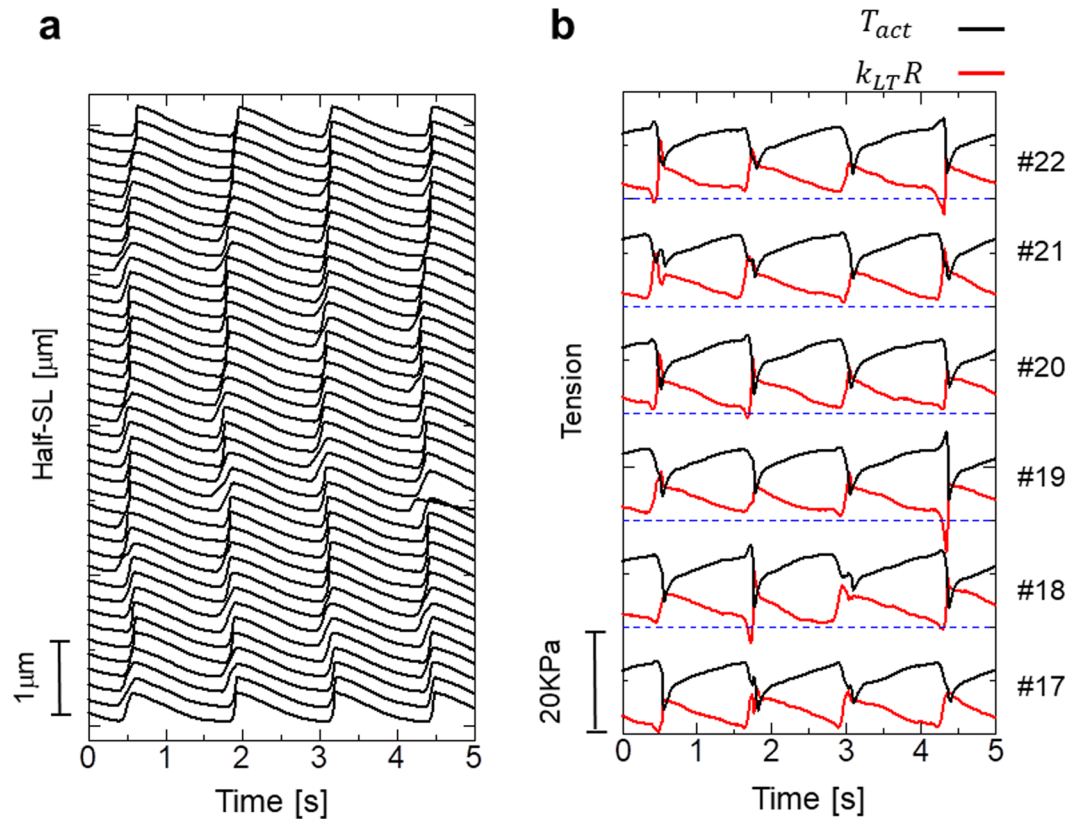 a
Half-SL [μm]
1μm
0 1 2 3 4 5
Time [s]
b
T_act
k_LT R
Tension
20KPa
#22
#21
#20
#19
#18
#17
0 1 2 3 4 5
Time [s]